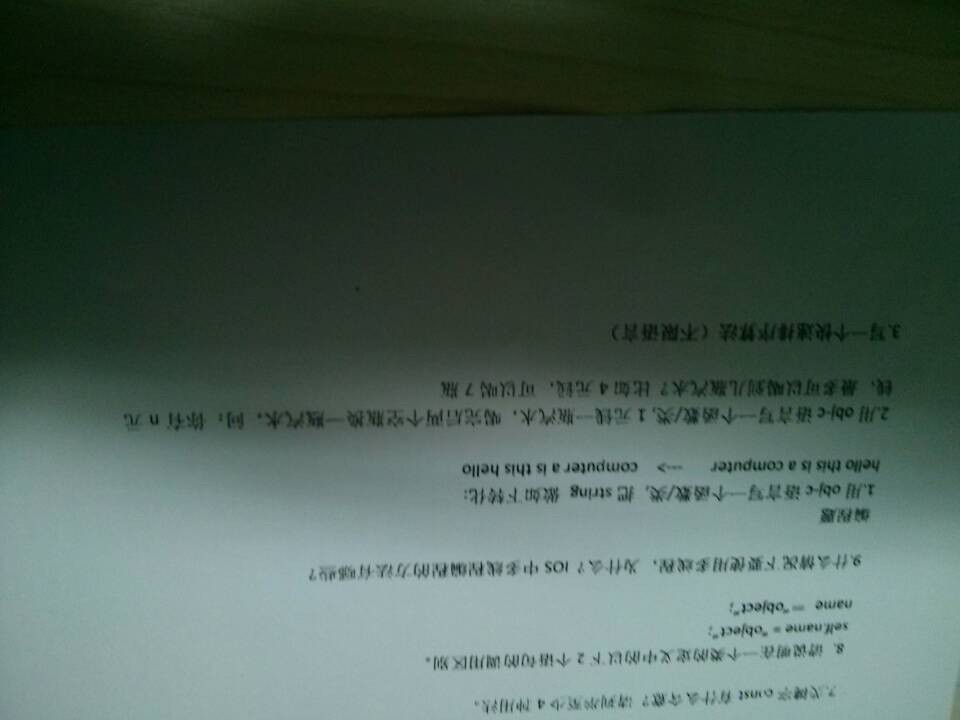 7.关键字 const 有什么含意？请列举至少 4 种用法。
8. 请说明在一个类的定义中的以下 2 个语句的调用区别。
self.name = "object";
name = "object";
9.什么情况下要使用多线程，为什么？IOS 中多线程编程的方法有哪些？
编程题
1.用 obj-c 语言写一个函数/类，把 string 做如下转化：
hello this is a computer ---> computer a is this hello
2.用 obj-c 语言写一个函数/类，1 元钱一瓶汽水，喝完后两个空瓶换一瓶汽水，问：你有 n 元
钱，最多可以喝到几瓶汽水？比如 4 元钱，可以喝 7 瓶
3.写一个快速排序算法（不限语言）